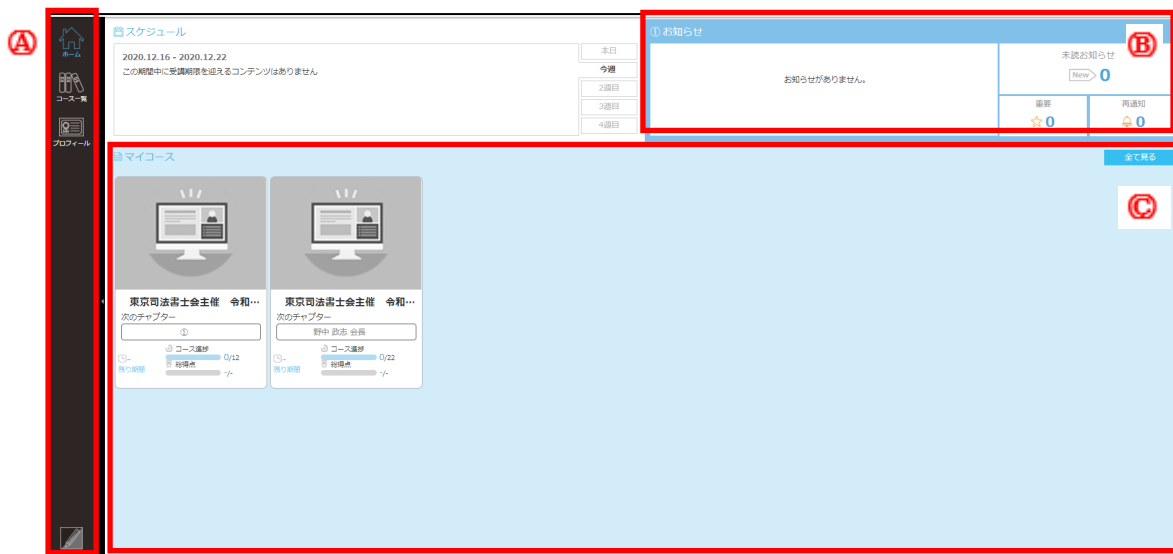 Ⓐ
ホーム
コース一覧
プロフィール
スケジュール
2020.12.16 - 2020.12.22
この期間中に受講期限を迎えるコンテンツはありません
本日
今週
2週目
3週目
4週目
① お知らせ
Ⓑ
お知らせがありません。
未読お知らせ
New 0
重要
再通知
0
0
マイコース
全て見る
Ⓒ
東京司法書士会主催　令和…
次のチャプター
①
コース進捗
0/12
残り期間
-
総得点
-/-
東京司法書士会主催　令和…
次のチャプター
野中 政志 会長
コース進捗
0/22
残り期間
-
総得点
-/-